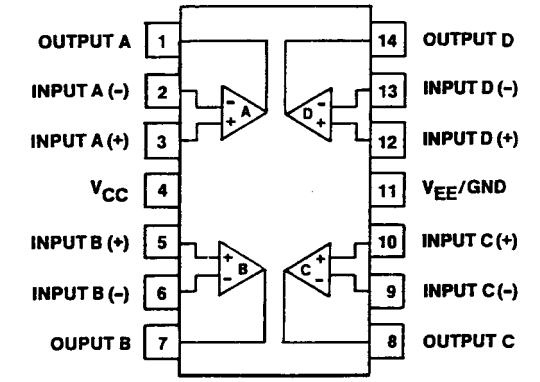 OUTPUT A 1 14 OUTPUT D
INPUT A (-) 2 13 INPUT D (-)
- A + D - +
INPUT A (+) 3 12 INPUT D (+)
VCC 4 11 VEE/GND
INPUT B (+) 5 10 INPUT C (+)
+ B - C + -
INPUT B (-) 6 9 INPUT C (-)
OUPUT B 7 8 OUTPUT C